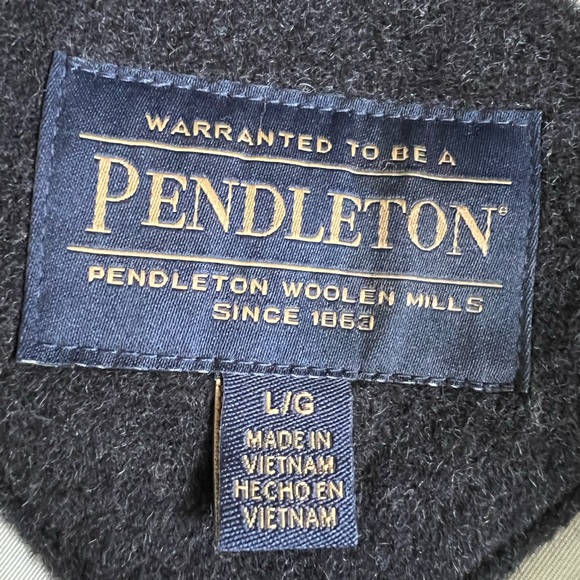 WARRANTED TO BE A
PENDLETON®
PENDLETON WOOLEN MILLS
SINCE 1863
L/G
MADE IN
VIETNAM
HECHO EN
VIETNAM